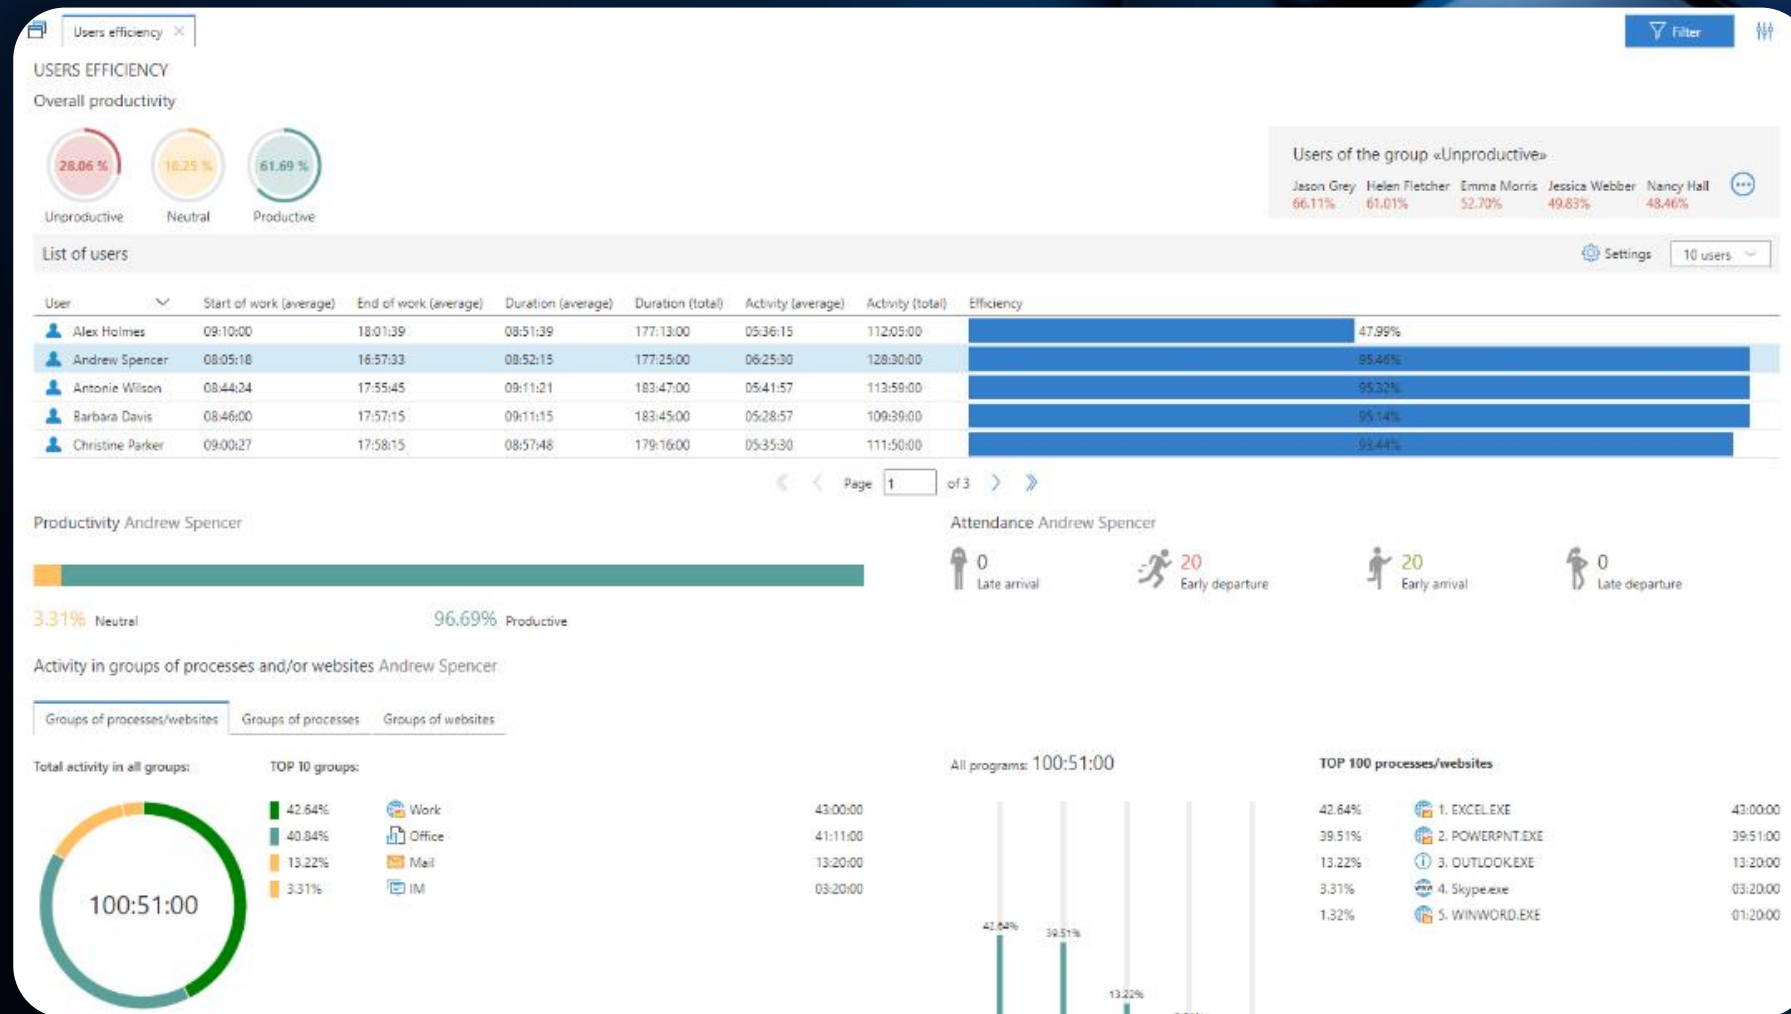 Users efficiency
Filter
USERS EFFICIENCY
Overall productivity
28.06 % 10.25 % 61.69 %
Unproductive Neutral Productive
Users of the group «Unproductive»
Jason Grey Helen Fletcher Emma Morris Jessica Webber Nancy Hall
66.11% 61.01% 52.70% 49.83% 48.46%
List of users
Settings 10 users
User Start of work (average) End of work (average) Duration (average) Duration (total) Activity (average) Activity (total) Efficiency
Alex Holmes 09:10:00 18:01:39 08:51:39 177:13:00 05:36:15 112:05:00 47.99%
Andrew Spencer 08:05:18 16:57:33 08:52:15 177:25:00 06:25:30 128:30:00 95.46%
Antonie Wilson 08:44:24 17:55:45 09:11:21 183:47:00 05:41:57 113:59:00 95.32%
Barbara Davis 08:46:00 17:57:15 09:11:15 183:45:00 05:28:57 109:39:00 95.14%
Christine Parker 09:00:27 17:58:15 08:57:48 179:16:00 05:35:30 111:50:00 93.44%
Page 1 of 3
Productivity Andrew Spencer
3.31% Neutral 96.69% Productive
Attendance Andrew Spencer
0 Late arrival
20 Early departure
20 Early arrival
0 Late departure
Activity in groups of processes and/or websites Andrew Spencer
Groups of processes/websites Groups of processes Groups of websites
Total activity in all groups:
100:51:00
TOP 10 groups:
42.64% Work 43:00:00
40.84% Office 41:11:00
13.22% Mail 13:20:00
3.31% IM 03:20:00
All programs: 100:51:00
42.64% 39.51% 13.22%
TOP 100 processes/websites
42.64% 1. EXCEL.EXE 43:00:00
39.51% 2. POWERPNT.EXE 39:51:00
13.22% 3. OUTLOOK.EXE 13:20:00
3.31% 4. Skype.exe 03:20:00
1.32% 5. WINWORD.EXE 01:20:00